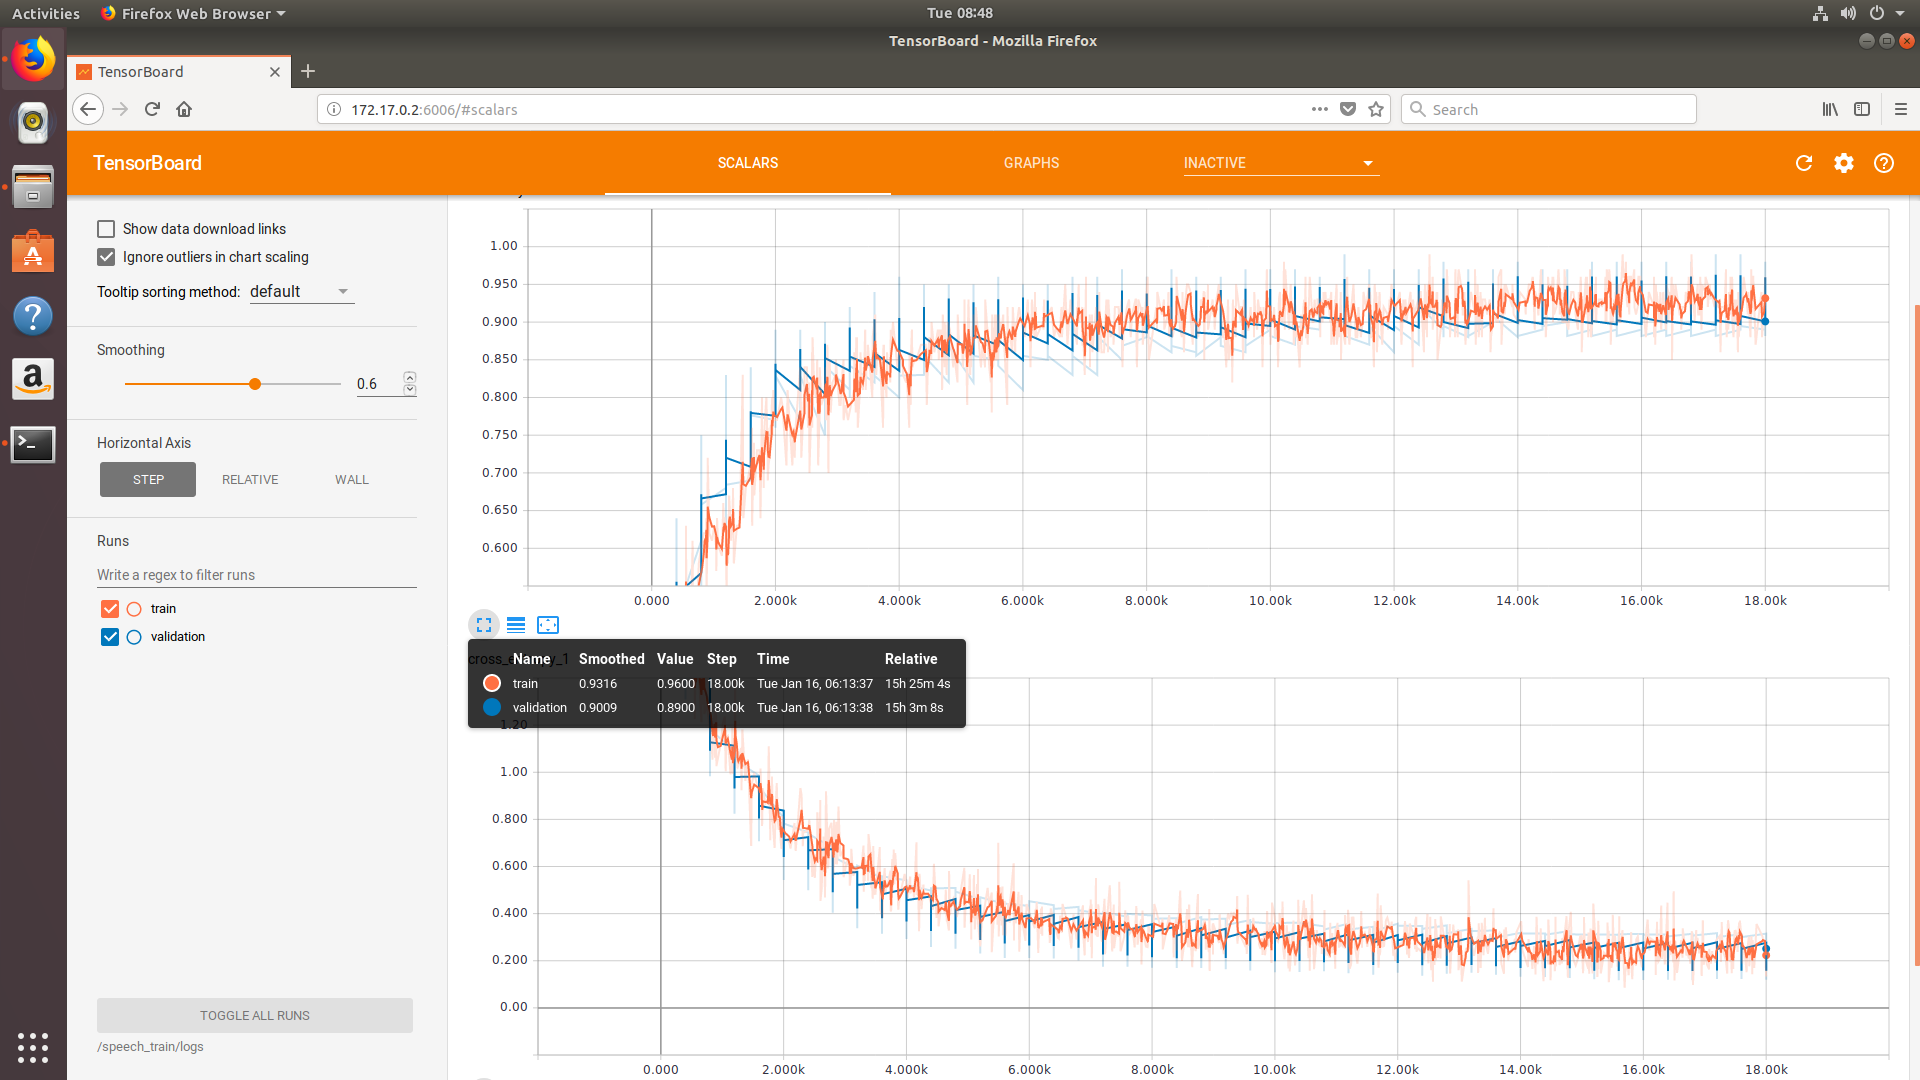 Activities Firefox Web Browser Tue 08:48
TensorBoard - Mozilla Firefox
TensorBoard
172.17.0.2:6006/#scalars Search
TensorBoard SCALARS GRAPHS INACTIVE
Show data download links
Ignore outliers in chart scaling
Tooltip sorting method: default
Smoothing
0.6
Horizontal Axis
STEP RELATIVE WALL
Runs
Write a regex to filter runs
train
validation
TOGGLE ALL RUNS
/speech_train/logs
1.00
0.950
0.900
0.850
0.800
0.750
0.700
0.650
0.600
0.000 2.000k 4.000k 6.000k 8.000k 10.00k 12.00k 14.00k 16.00k 18.00k
Name Smoothed Value Step Time Relative
train 0.9316 0.9600 18.00k Tue Jan 16, 06:13:37 15h 25m 4s
validation 0.9009 0.8900 18.00k Tue Jan 16, 06:13:38 15h 3m 8s
1.20
1.00
0.800
0.600
0.400
0.200
0.00
0.000 2.000k 4.000k 6.000k 8.000k 10.00k 12.00k 14.00k 16.00k 18.00k